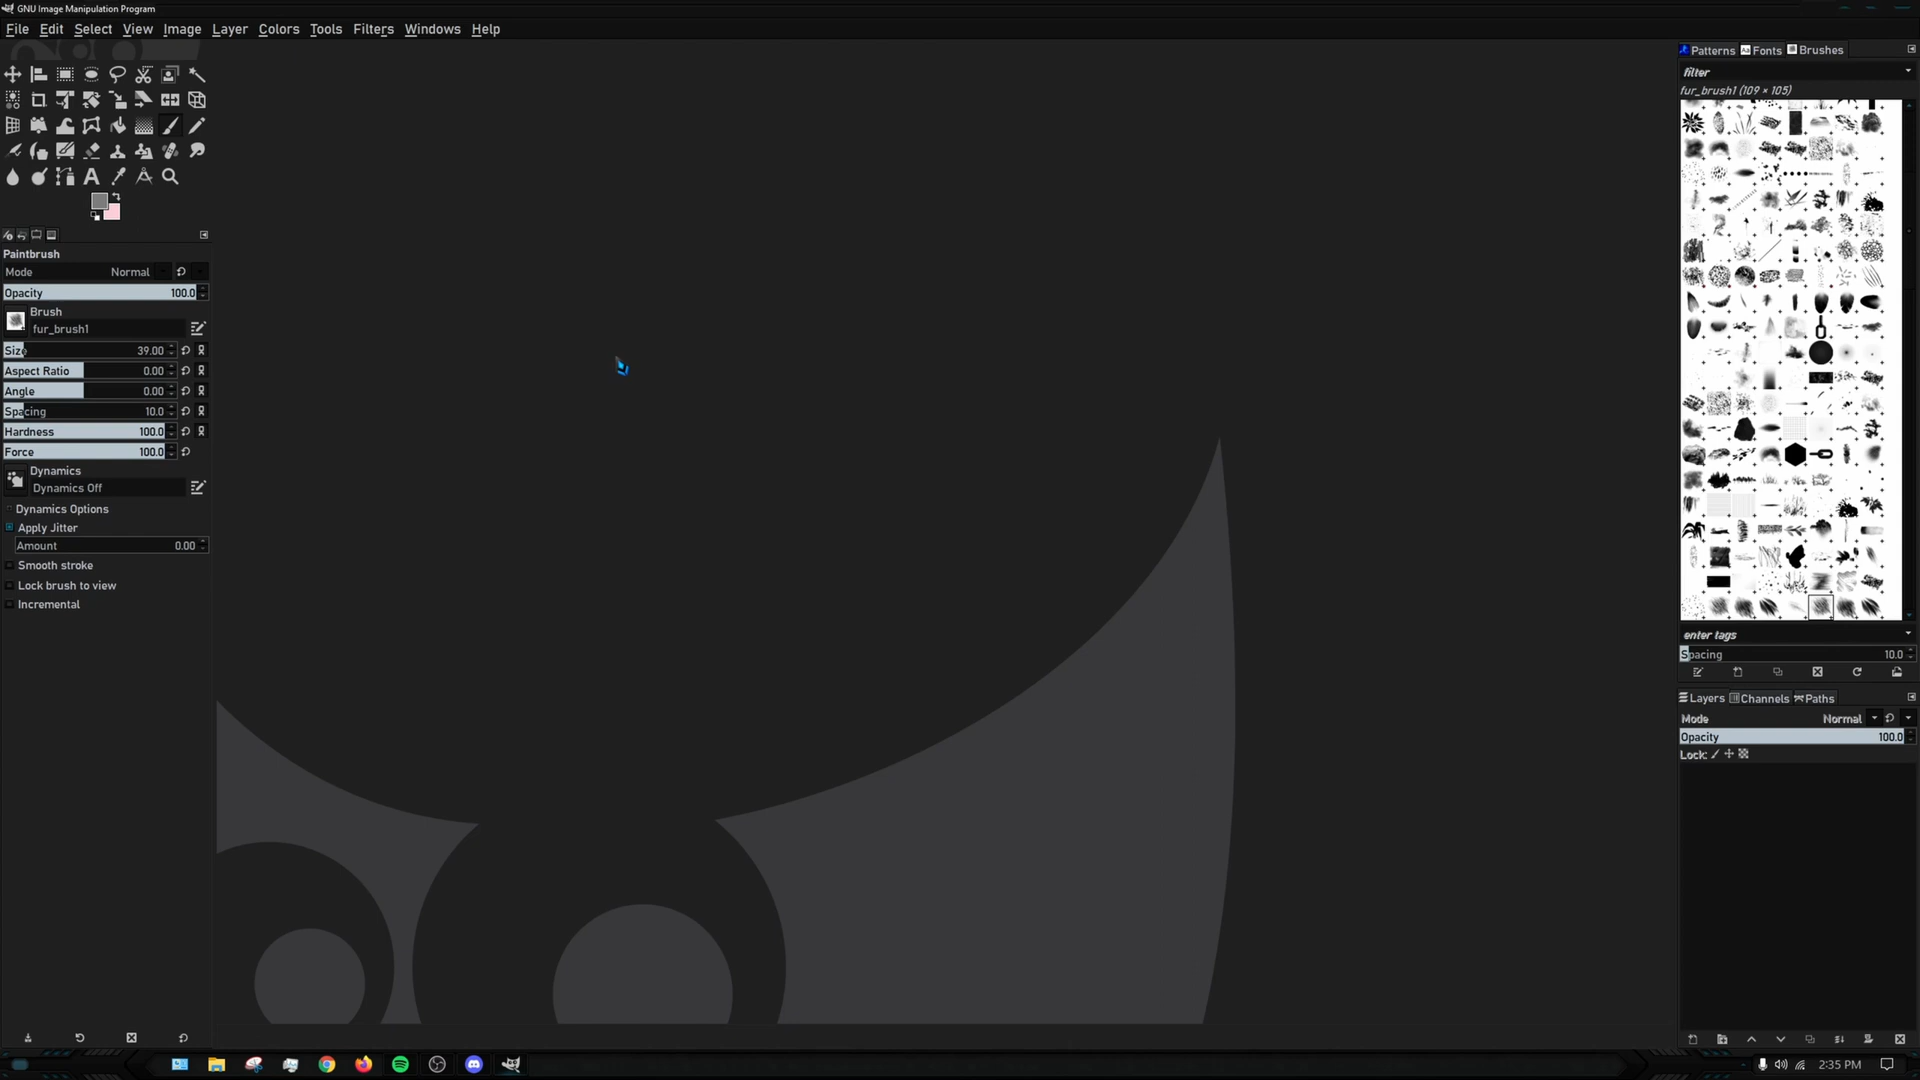 GNU Image Manipulation Program
File Edit Select View Image Layer Colors Tools Filters Windows Help
Patterns Aa Fonts Brushes
filter
fur_brush1 (109 × 105)
Paintbrush
Mode Normal
Opacity 100.0
Brush
fur_brush1
Size 39.00
Aspect Ratio 0.00
Angle 0.00
Spacing 10.0
Hardness 100.0
Force 100.0
Dynamics
Dynamics Off
Dynamics Options
Apply Jitter
Amount 0.00
Smooth stroke
Lock brush to view
Incremental
enter tags
Spacing 10.0
Layers Channels Paths
Mode Normal
Opacity 100.0
Lock:
2:35 PM